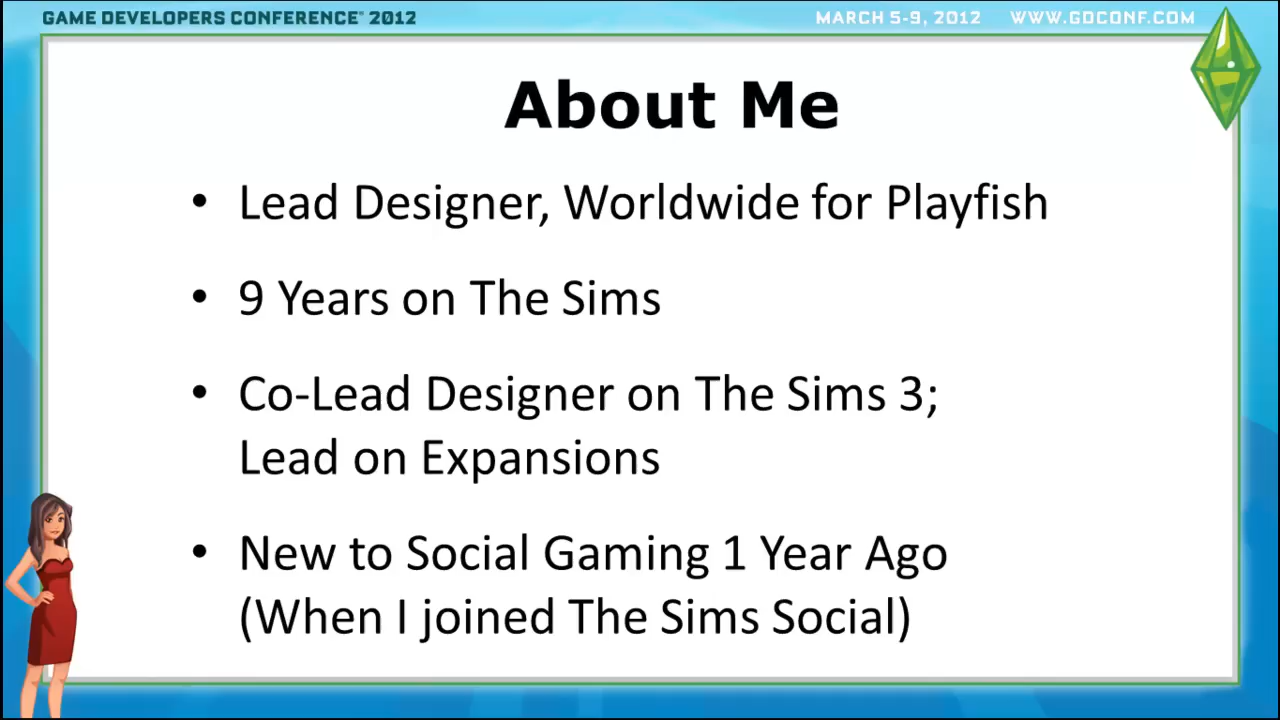 GAME DEVELOPERS CONFERENCE® 2012
MARCH 5-9, 2012 WWW.GDCONF.COM
About Me
• Lead Designer, Worldwide for Playfish
• 9 Years on The Sims
• Co-Lead Designer on The Sims 3;
Lead on Expansions
• New to Social Gaming 1 Year Ago
(When I joined The Sims Social)